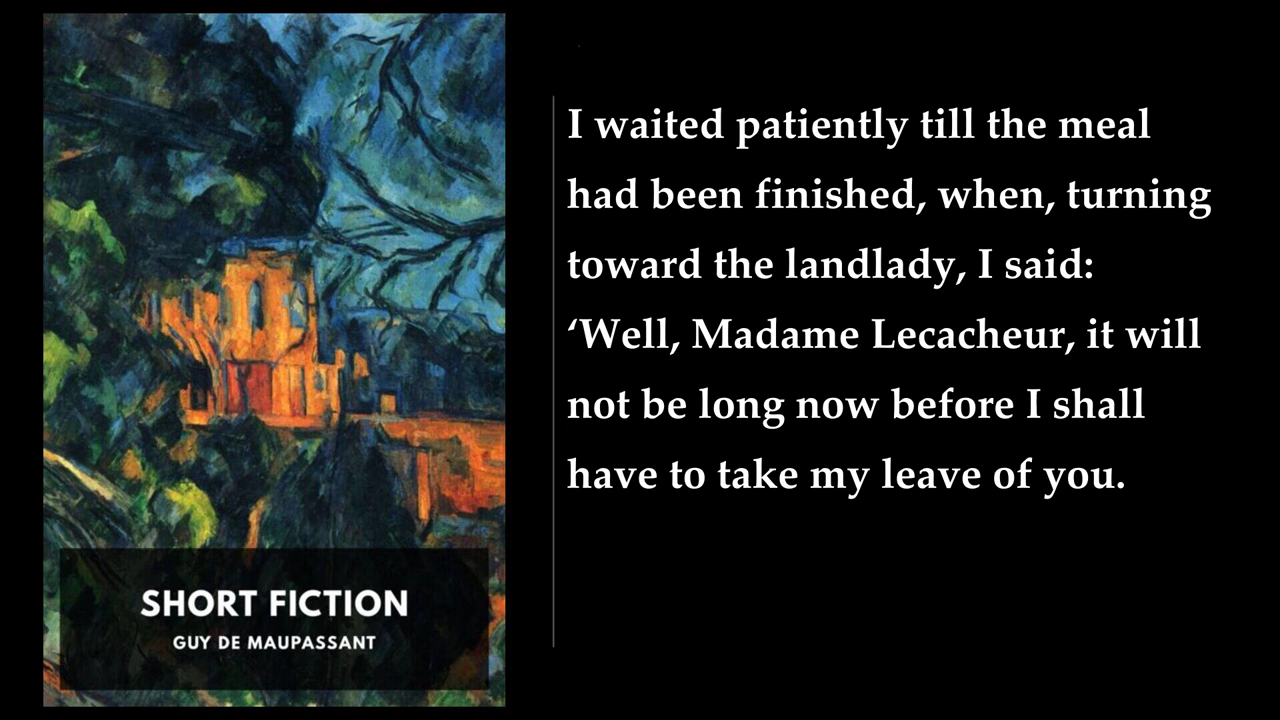 SHORT FICTION
GUY DE MAUPASSANT
I waited patiently till the meal
had been finished, when, turning
toward the landlady, I said:
‘Well, Madame Lecacheur, it will
not be long now before I shall
have to take my leave of you.